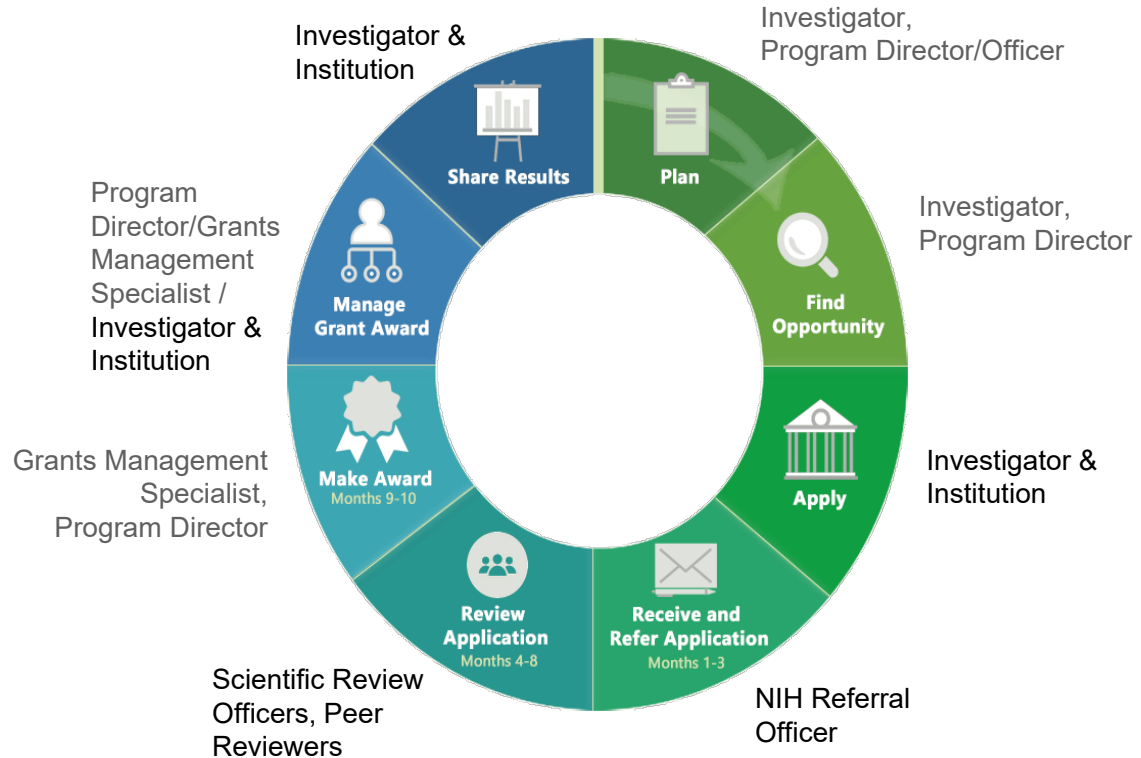 Investigator &
Institution
Investigator,
Program Director/Officer
Share Results
Plan
Program
Director/Grants
Management
Specialist /
Investigator &
Institution
Investigator,
Program Director
Manage
Grant Award
Find
Opportunity
Grants Management
Specialist,
Program Director
Make Award
Months 9-10
Apply
Investigator &
Institution
Review
Application
Months 4-8
Receive and
Refer Application
Months 1-3
Scientific Review
Officers, Peer
Reviewers
NIH Referral
Officer